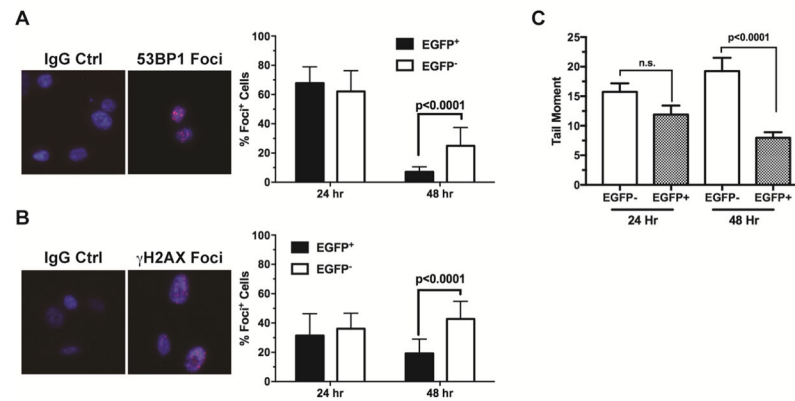 A
IgG Ctrl 53BP1 Foci
% Foci+ Cells
100
80
60
40
20
0
EGFP+
EGFP-
p<0.0001
24 hr 48 hr
B
IgG Ctrl γH2AX Foci
% Foci+ Cells
100
80
60
40
20
0
EGFP+
EGFP-
p<0.0001
24 hr 48 hr
C
Tail Moment
25
20
15
10
5
0
n.s.
p<0.0001
EGFP- EGFP+ EGFP- EGFP+
24 Hr 48 Hr